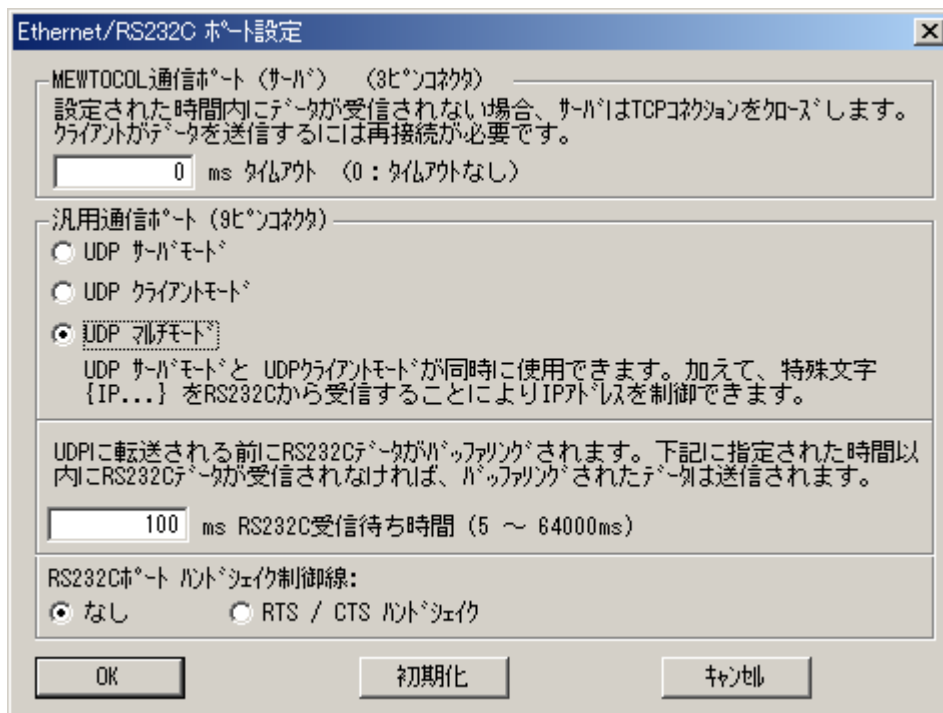 Ethernet/RS232C ﾎﾟｰﾄ設定
MEWTOCOL通信ﾎﾟｰﾄ (ｻｰﾊﾞ) (3ﾋﾟﾝｺﾈｸﾀ)
設定された時間内にﾃﾞｰﾀが受信されない場合、ｻｰﾊﾞはTCPｺﾈｸｼｮﾝをｸﾛｰｽﾞします。
ｸﾗｲｱﾝﾄがﾃﾞｰﾀを送信するには再接続が必要です。
0 ms ﾀｲﾑｱｳﾄ (0：ﾀｲﾑｱｳﾄなし)
汎用通信ﾎﾟｰﾄ (9ﾋﾟﾝｺﾈｸﾀ)
UDP ｻｰﾊﾞﾓｰﾄﾞ
UDP ｸﾗｲｱﾝﾄﾓｰﾄﾞ
UDP ﾏﾙﾁﾓｰﾄﾞ
UDP ｻｰﾊﾞﾓｰﾄﾞと UDPｸﾗｲｱﾝﾄﾓｰﾄﾞが同時に使用できます。加えて、特殊文字
{IP...} をRS232Cから受信することによりIPｱﾄﾞﾚｽを制御できます。
UDPに転送される前にRS232Cﾃﾞｰﾀがﾊﾞｯﾌｧﾘﾝｸﾞされます。下記に指定された時間以
内にRS232Cﾃﾞｰﾀが受信されなければ、ﾊﾞｯﾌｧﾘﾝｸﾞされたﾃﾞｰﾀは送信されます。
100 ms RS232C受信待ち時間 (5 ～ 64000ms)
RS232Cﾎﾟｰﾄ ﾊﾝﾄﾞｼｪｲｸ制御線:
なし RTS / CTS ﾊﾝﾄﾞｼｪｲｸ
OK 初期化 ｷｬﾝｾﾙ